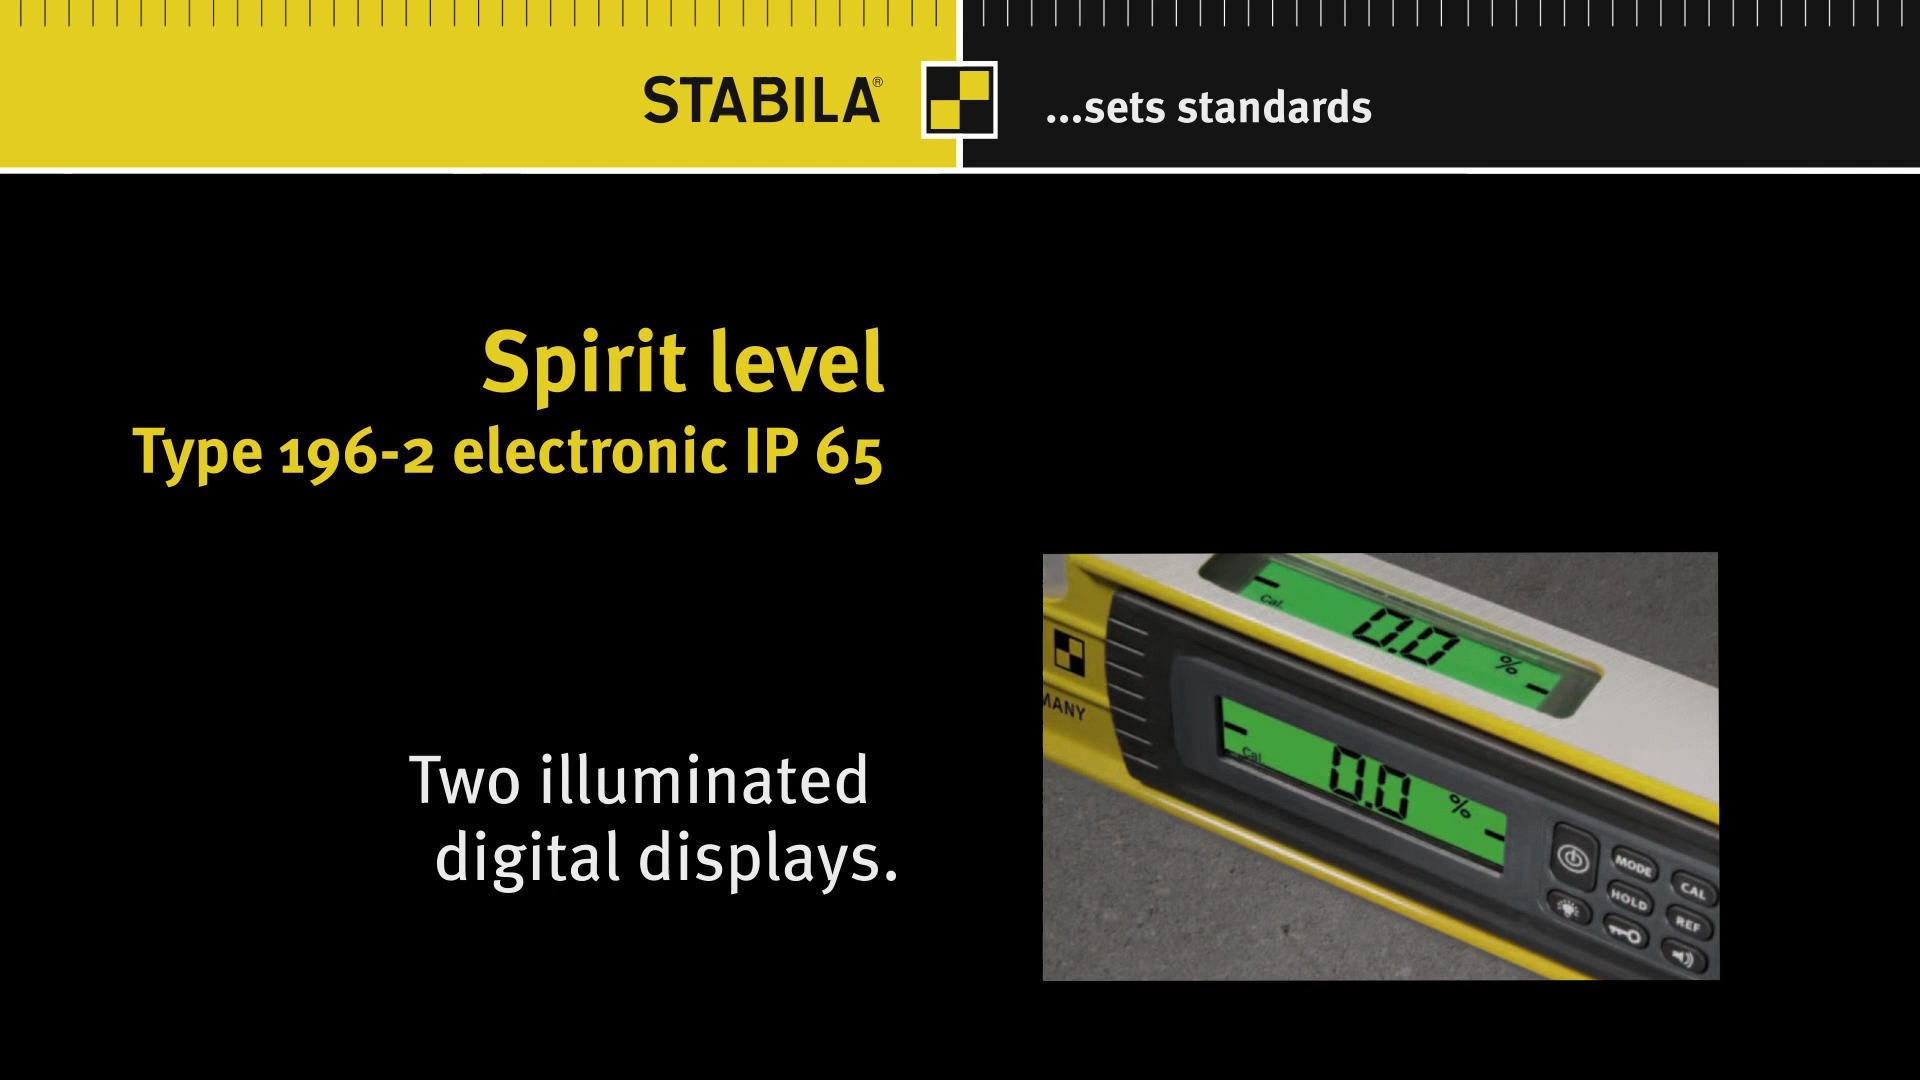 STABILA®
...sets standards
Spirit level
Type 196-2 electronic IP 65
Two illuminated
digital displays.
Cal.
0.0 %
MANY
Cal.
0.0 %
MODE
CAL
HOLD
REF